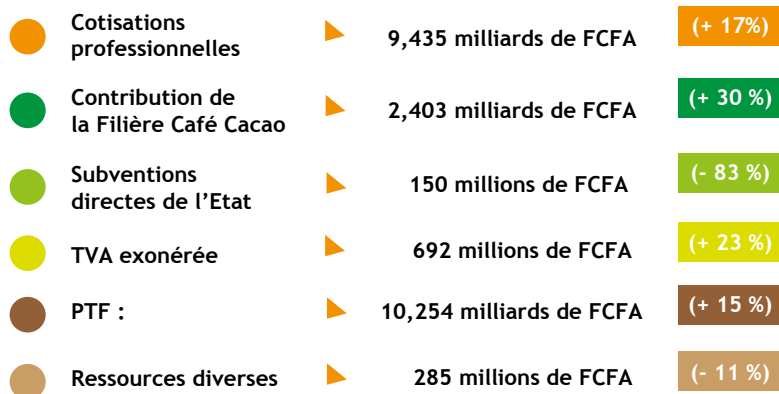 Cotisations
professionnelles
9,435 milliards de FCFA
(+ 17%)
Contribution de
la Filière Café Cacao
2,403 milliards de FCFA
(+ 30 %)
Subventions
directes de l’Etat
150 millions de FCFA
(- 83 %)
TVA exonérée
692 millions de FCFA
(+ 23 %)
PTF :
10,254 milliards de FCFA
(+ 15 %)
Ressources diverses
285 millions de FCFA
(- 11 %)